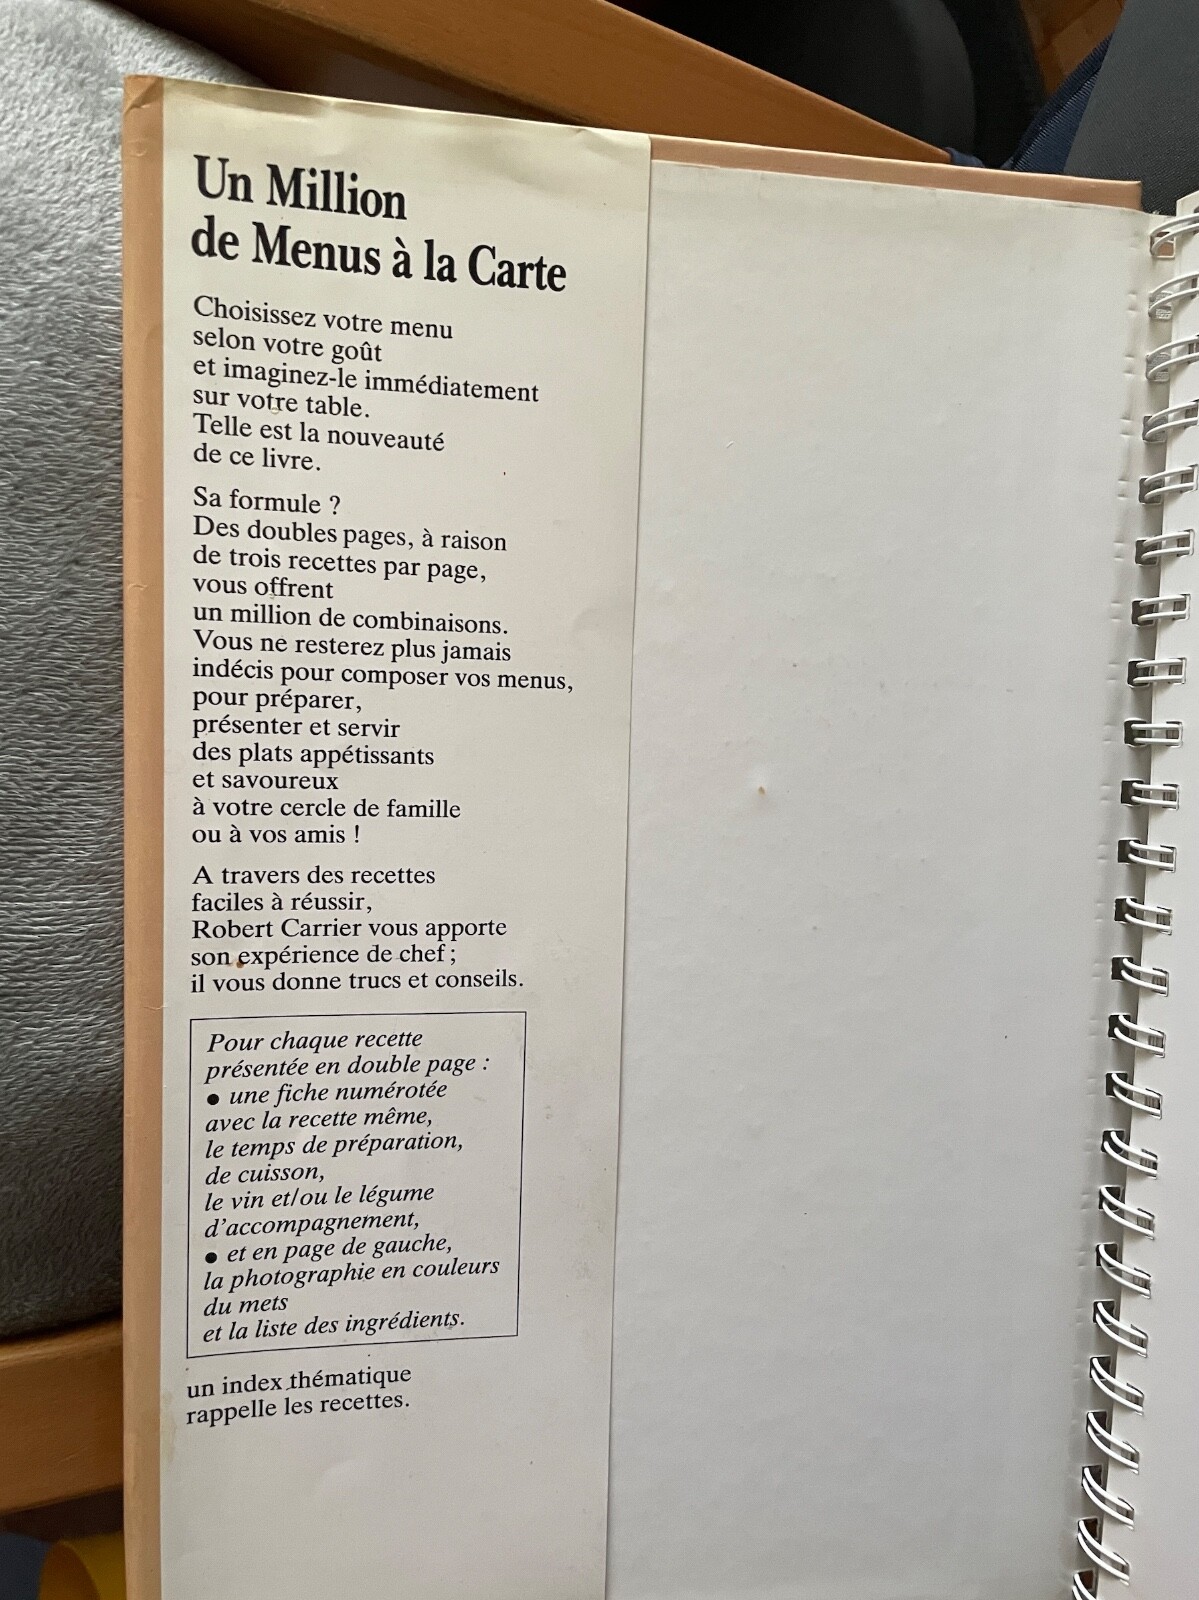 Un Million
de Menus à la Carte
Choisissez votre menu
selon votre goût
et imaginez-le immédiatement
sur votre table.
Telle est la nouveauté
de ce livre.
Sa formule ?
Des doubles pages, à raison
de trois recettes par page,
vous offrent
un million de combinaisons.
Vous ne resterez plus jamais
indécis pour composer vos menus,
pour préparer,
présenter et servir
des plats appétissants
et savoureux
à votre cercle de famille
ou à vos amis !
A travers des recettes
faciles à réussir,
Robert Carrier vous apporte
son expérience de chef ;
il vous donne trucs et conseils.
Pour chaque recette
présentée en double page :
● une fiche numérotée
avec la recette même,
le temps de préparation,
de cuisson,
le vin et/ou le légume
d'accompagnement,
● et en page de gauche,
la photographie en couleurs
du mets
et la liste des ingrédients.
un index thématique
rappelle les recettes.